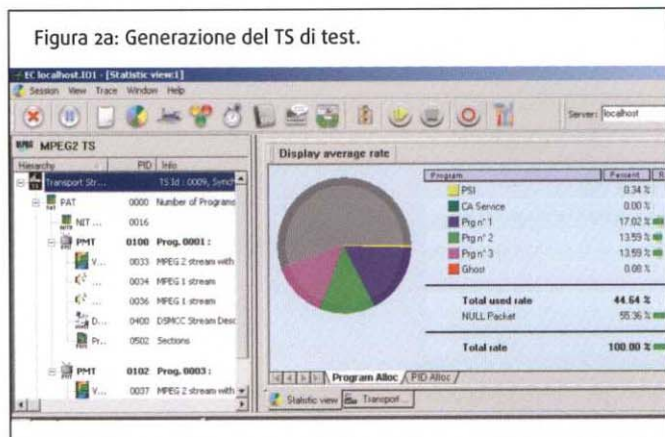 Figura 2a: Generazione del TS di test.
EC localhost.IO1 - [Statistic view:1]
Session View Trace Window Help
Server: localhost
MPEG2 TS
Hierarchy PID Info
Transport Str... TS Id : 0009, Synch
PAT 0000 Number of Programs
NIT ... 0016
PMT 0100 Prog. 0001 :
V... 0033 MPEG 2 stream with
... 0034 MPEG 1 stream
... 0036 MPEG 1 stream
D... 0400 DSMCC Stream Desc
Pr... 0502 Sections
PMT 0102 Prog. 0003 :
V... 0037 MPEG 2 stream with
Display average rate
Program Percent R
PSI 0.34 %
CA Service 0.00 %
Prg n° 1 17.02 %
Prg n° 2 13.59 %
Prg n° 3 13.59 %
Ghost 0.08 %
Total used rate 44.64 %
NULL Packet 55.36 %
Total rate 100.00 %
Program Alloc PID Alloc
Statistic view Transport ...